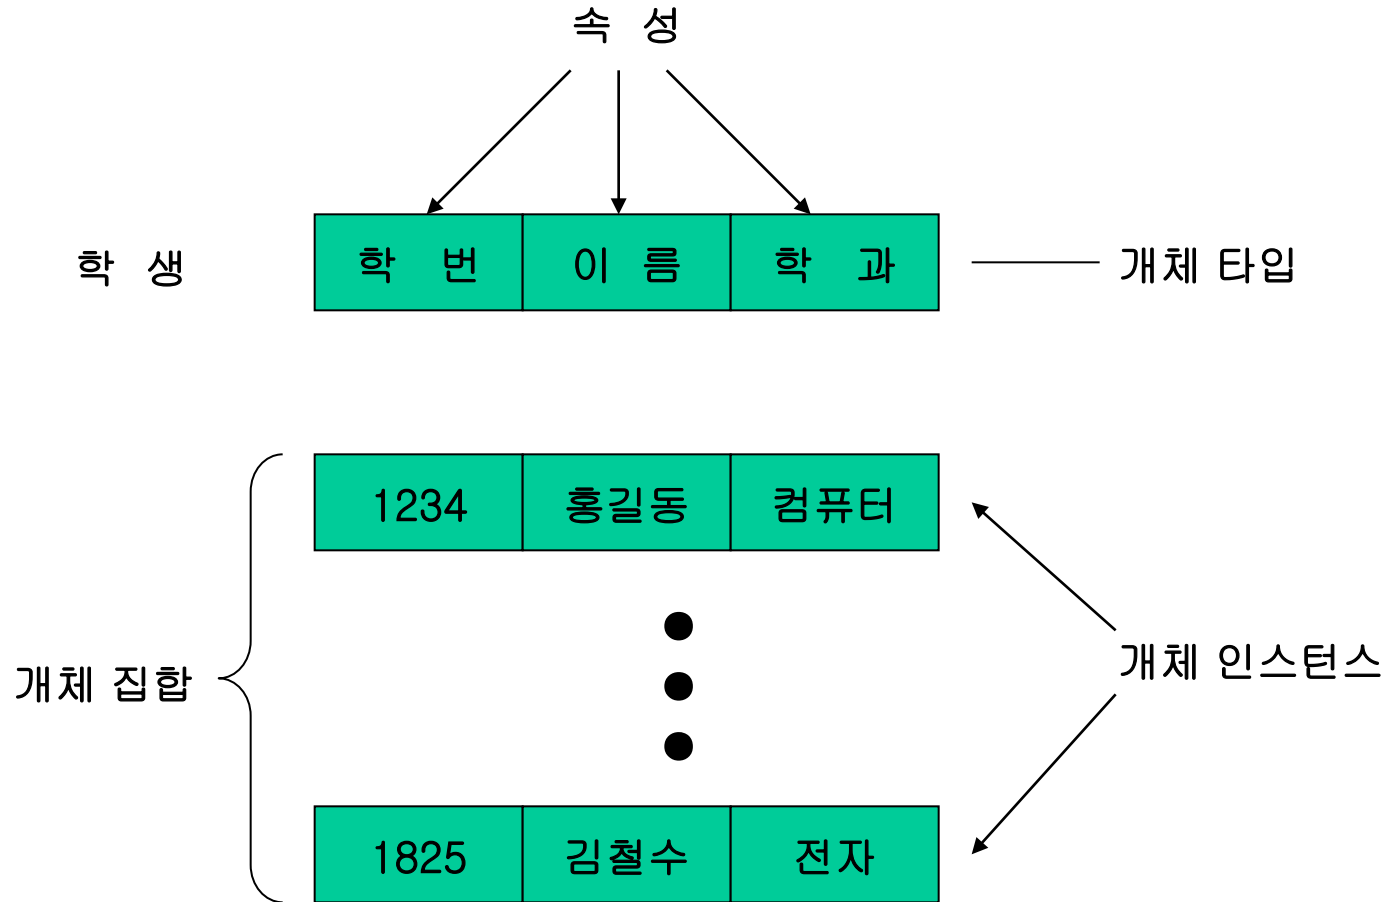 속 성
학 생 학 번 이 름 학 과 개체 타입
1234 홍길동 컴퓨터
개체 집합 개체 인스턴스
1825 김철수 전자